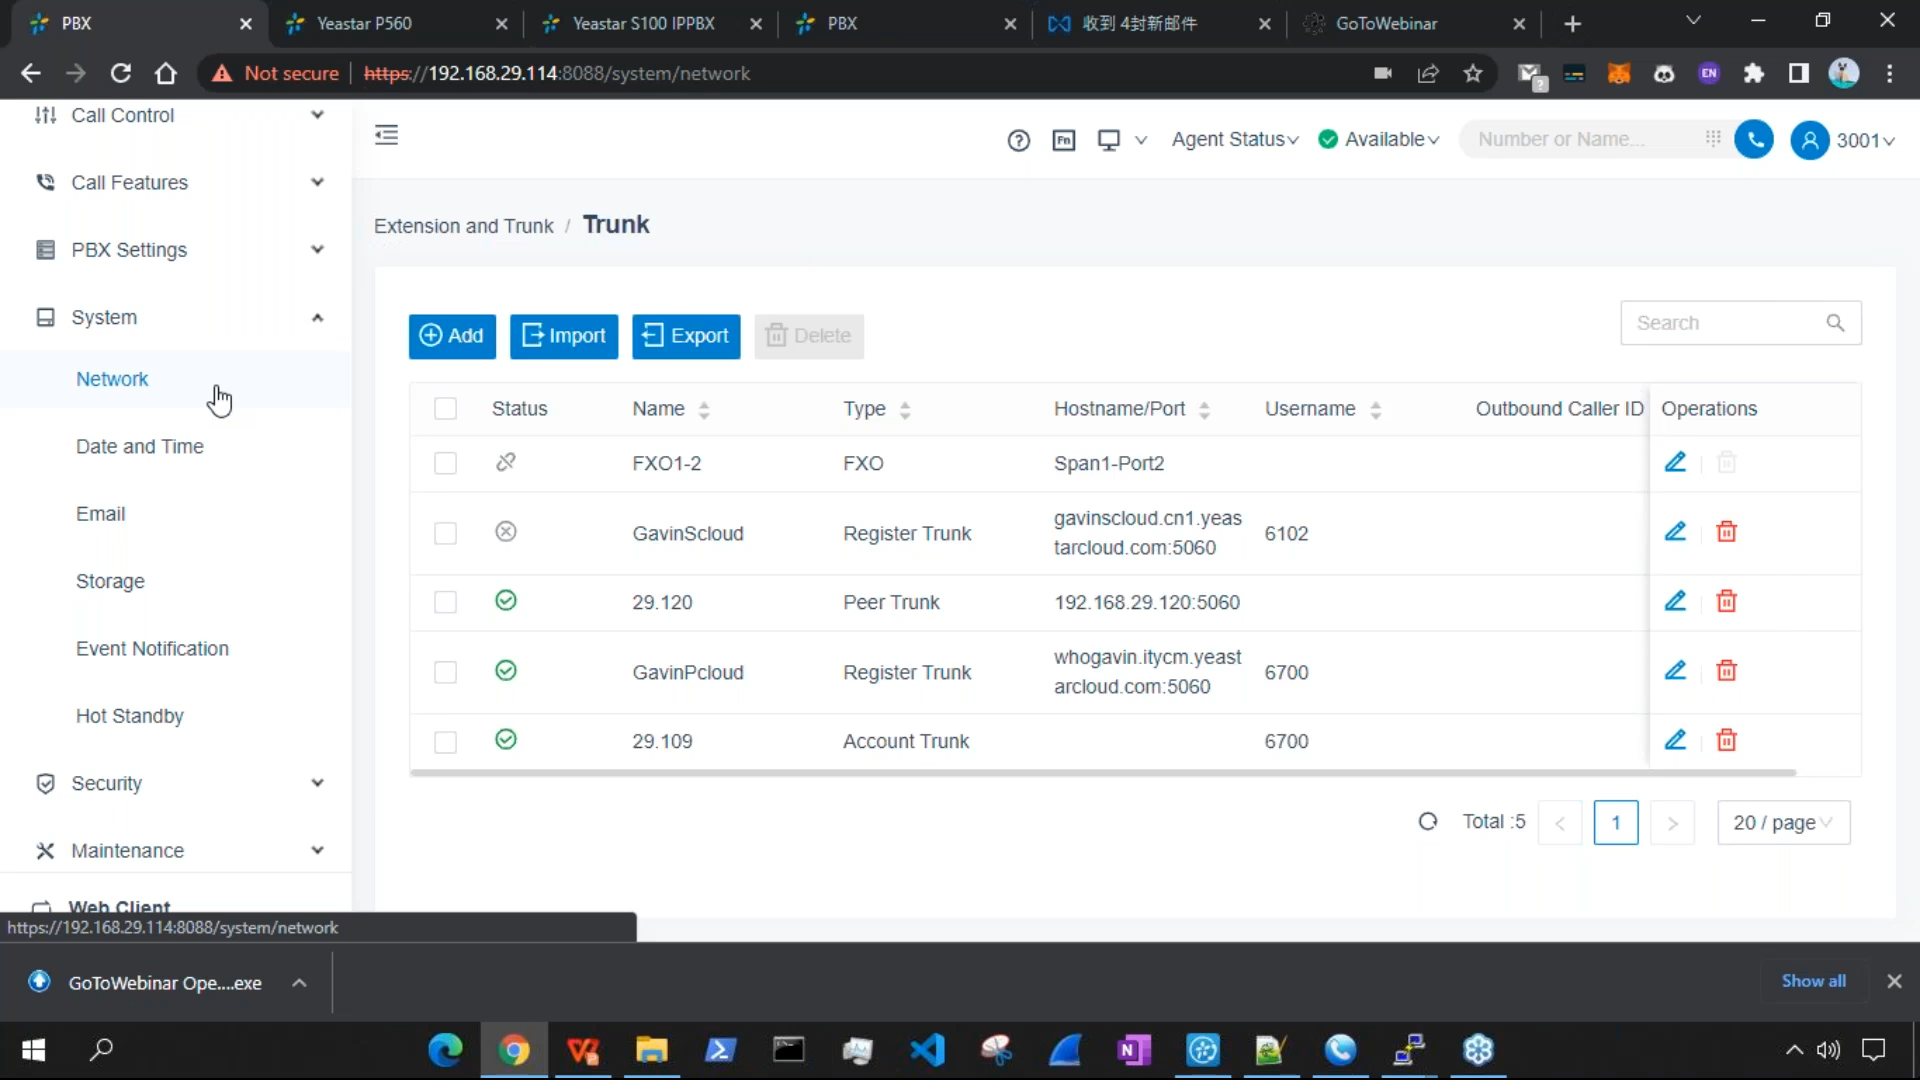 PBX
Yeastar P560
Yeastar S100 IPPBX
PBX
收到 4封新邮件
GoToWebinar
Not secure
https://192.168.29.114:8088/system/network
EN
Call Control
Call Features
PBX Settings
System
Network
Date and Time
Email
Storage
Event Notification
Hot Standby
Security
Maintenance
Web Client
Fn
Agent Status
Available
Number or Name...
3001
Extension and Trunk / Trunk
Add
Import
Export
Delete
Search
Status Name Type Hostname/Port Username Outbound Caller ID Operations
FXO1-2 FXO Span1-Port2
GavinScloud Register Trunk gavinscloud.cn1.yeas
tarcloud.com:5060 6102
29.120 Peer Trunk 192.168.29.120:5060
GavinPcloud Register Trunk whogavin.itycm.yeast
arcloud.com:5060 6700
29.109 Account Trunk 6700
Total :5 < 1 > 20 / page
https://192.168.29.114:8088/system/network
GoToWebinar Ope....exe
Show all